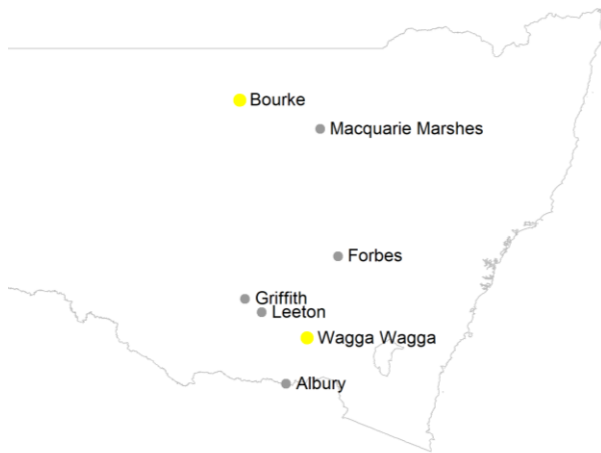 Bourke
Macquarie Marshes
Forbes
Griffith
Leeton
Wagga Wagga
Albury